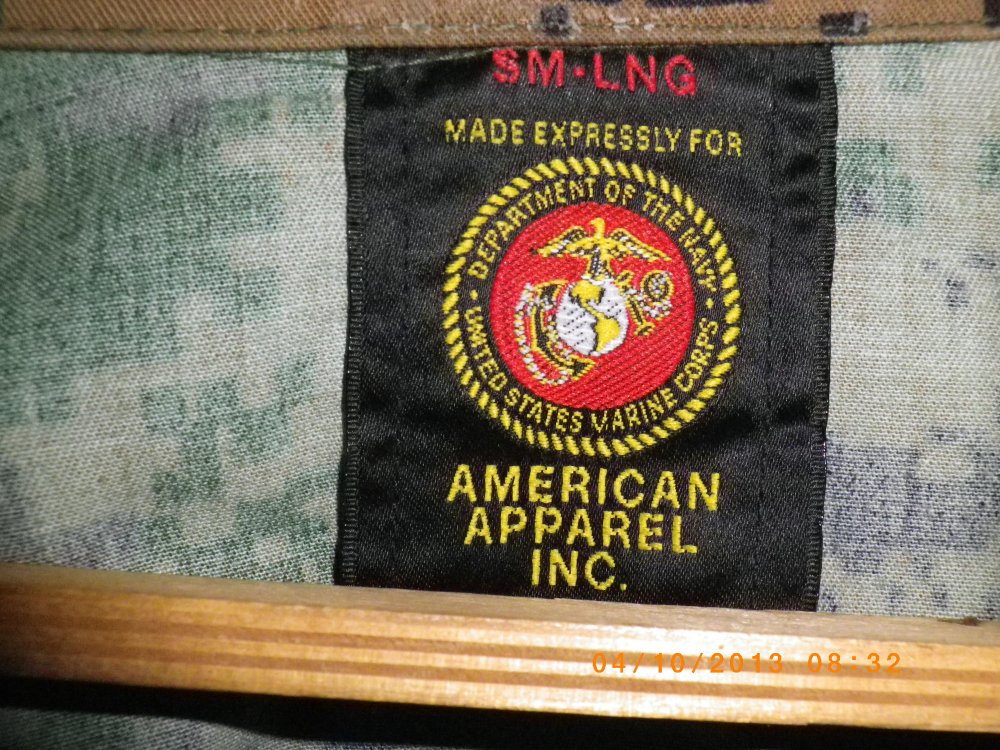 SM-LNG
MADE EXPRESSLY FOR
DEPARTMENT OF THE NAVY
• UNITED STATES MARINE CORPS •
AMERICAN
APPAREL
INC.
04/10/2013 08:32